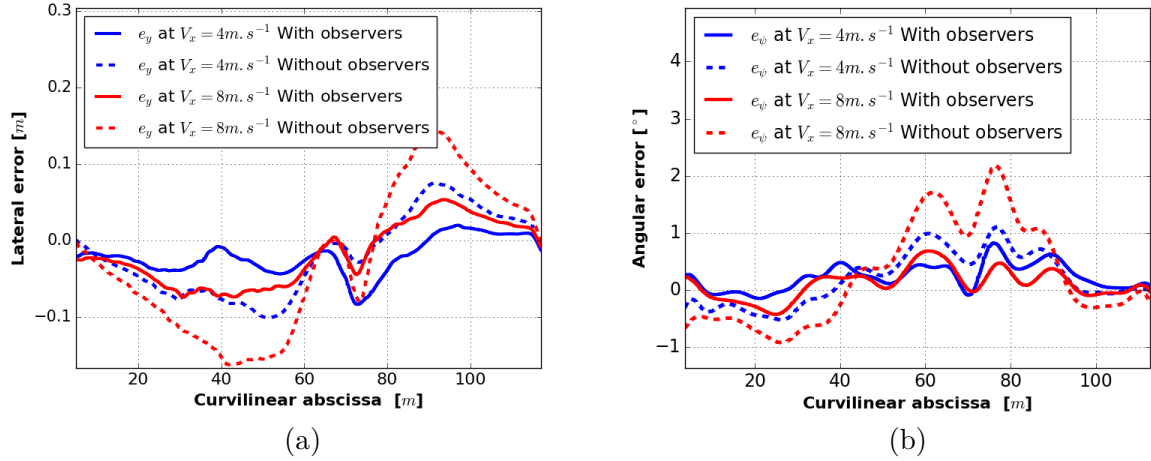 0.3
0.2
0.1
0.0
−0.1
Lateral error [m]
e_y at V_x = 4m.s^{-1} With observers
e_y at V_x = 4m.s^{-1} Without observers
e_y at V_x = 8m.s^{-1} With observers
e_y at V_x = 8m.s^{-1} Without observers
20 40 60 80 100
Curvilinear abscissa [m]
(a)
4
3
2
1
0
−1
Angular error [°]
e_ψ at V_x = 4m.s^{-1} With observers
e_ψ at V_x = 4m.s^{-1} Without observers
e_ψ at V_x = 8m.s^{-1} With observers
e_ψ at V_x = 8m.s^{-1} Without observers
20 40 60 80 100
Curvilinear abscissa [m]
(b)